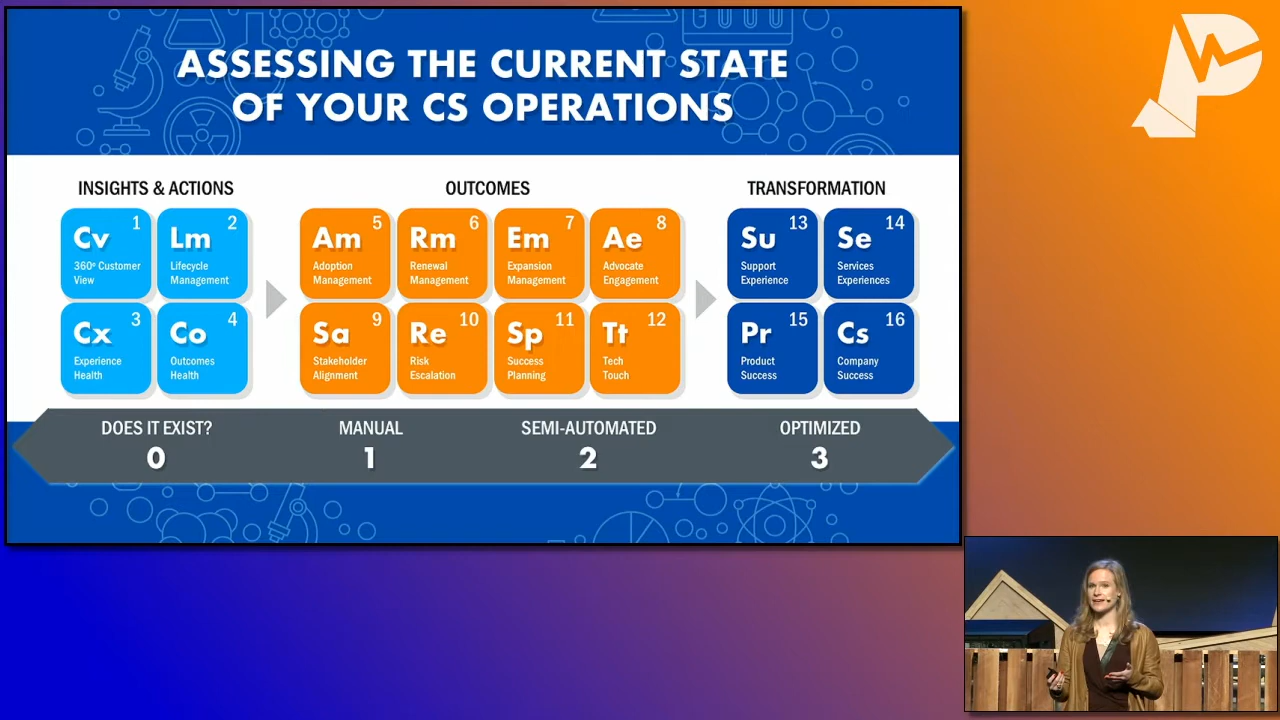 ASSESSING THE CURRENT STATE
OF YOUR CS OPERATIONS
INSIGHTS & ACTIONS
Cv 1
360º Customer
View
Lm 2
Lifecycle
Management
Cx 3
Experience
Health
Co 4
Outcomes
Health
OUTCOMES
Am 5
Adoption
Management
Rm 6
Renewal
Management
Em 7
Expansion
Management
Ae 8
Advocate
Engagement
Sa 9
Stakeholder
Alignment
Re 10
Risk
Escalation
Sp 11
Success
Planning
Tt 12
Tech
Touch
TRANSFORMATION
Su 13
Support
Experience
Se 14
Services
Experiences
Pr 15
Product
Success
Cs 16
Company
Success
DOES IT EXIST?
0
MANUAL
1
SEMI-AUTOMATED
2
OPTIMIZED
3